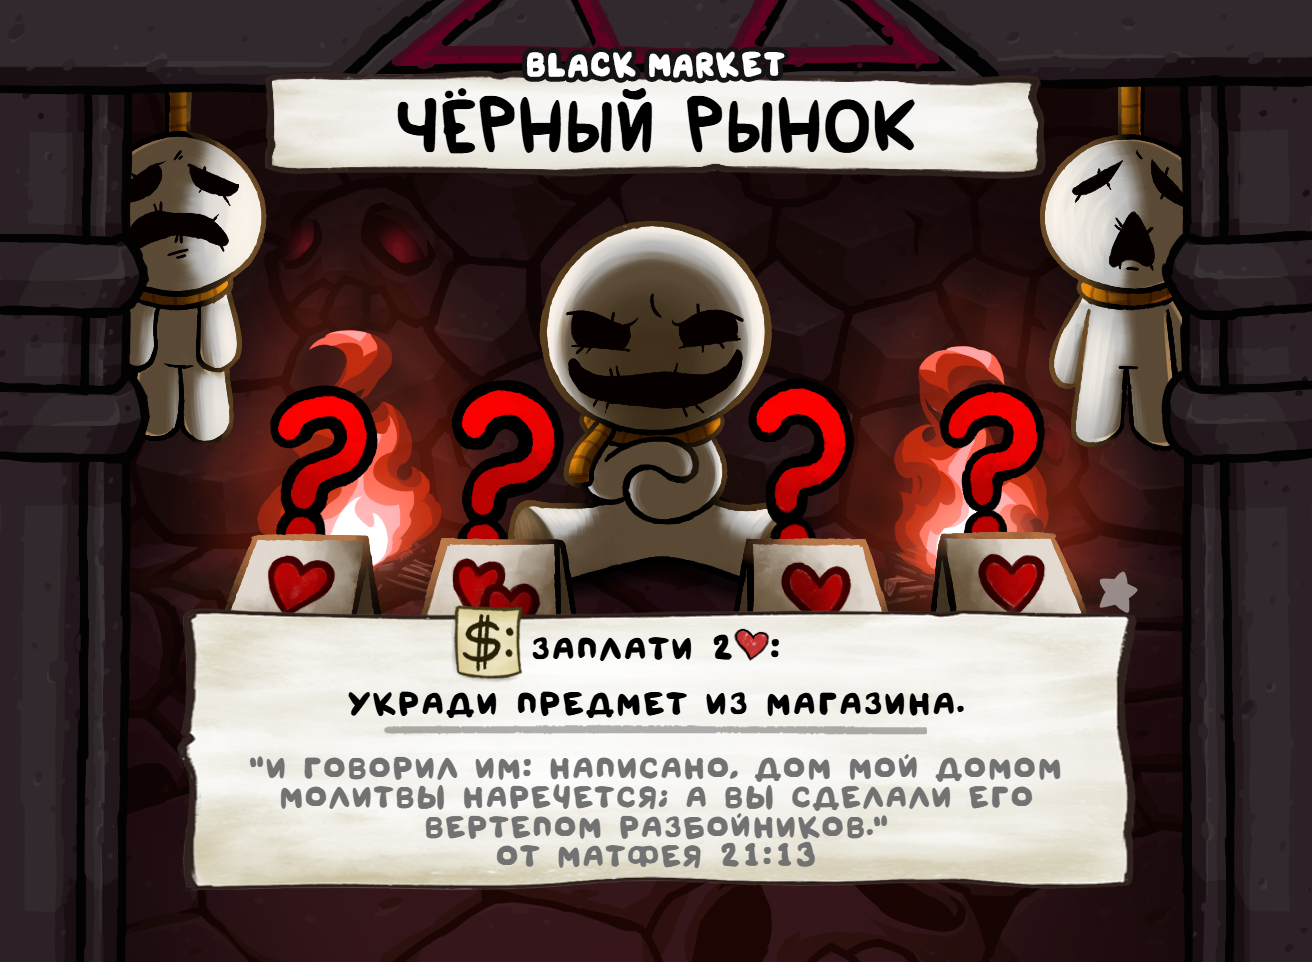 BLACK MARKET
ЧЁРНЫЙ РЫНОК
? ? ? ?
$: ЗАПЛАТИ 2❤:
УКРАДИ ПРЕДМЕТ ИЗ МАГАЗИНА.
"И ГОВОРИЛ ИМ: НАПИСАНО, ДОМ МОЙ ДОМОМ
МОЛИТВЫ НАРЕЧЕТСЯ; А ВЫ СДЕЛАЛИ ЕГО
ВЕРТЕПОМ РАЗБОЙНИКОВ."
ОТ МАТФЕЯ 21:13